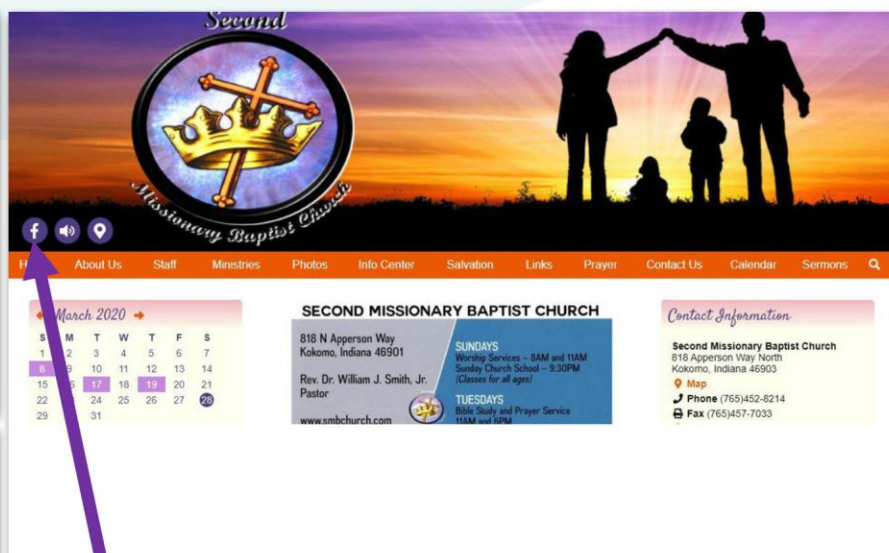 Second
Missionary Baptist Church
About Us Staff Ministries Photos Info Center Salvation Links Prayer Contact Us Calendar Sermons
March 2020
S M T W T F S
1 2 3 4 5 6 7
8 9 10 11 12 13 14
15 16 17 18 19 20 21
22 24 25 26 27 28
29 31
SECOND MISSIONARY BAPTIST CHURCH
818 N Apperson Way
Kokomo, Indiana 46901
Rev. Dr. William J. Smith, Jr.
Pastor
www.smbchurch.com
SUNDAYS
Worship Services – 8AM and 11AM
Sunday Church School – 9:30PM
(Classes for all ages)
TUESDAYS
Bible Study and Prayer Service
11AM and 6PM
Contact Information
Second Missionary Baptist Church
818 Apperson Way North
Kokomo, Indiana 46903
Map
Phone (765)452-8214
Fax (765)457-7033